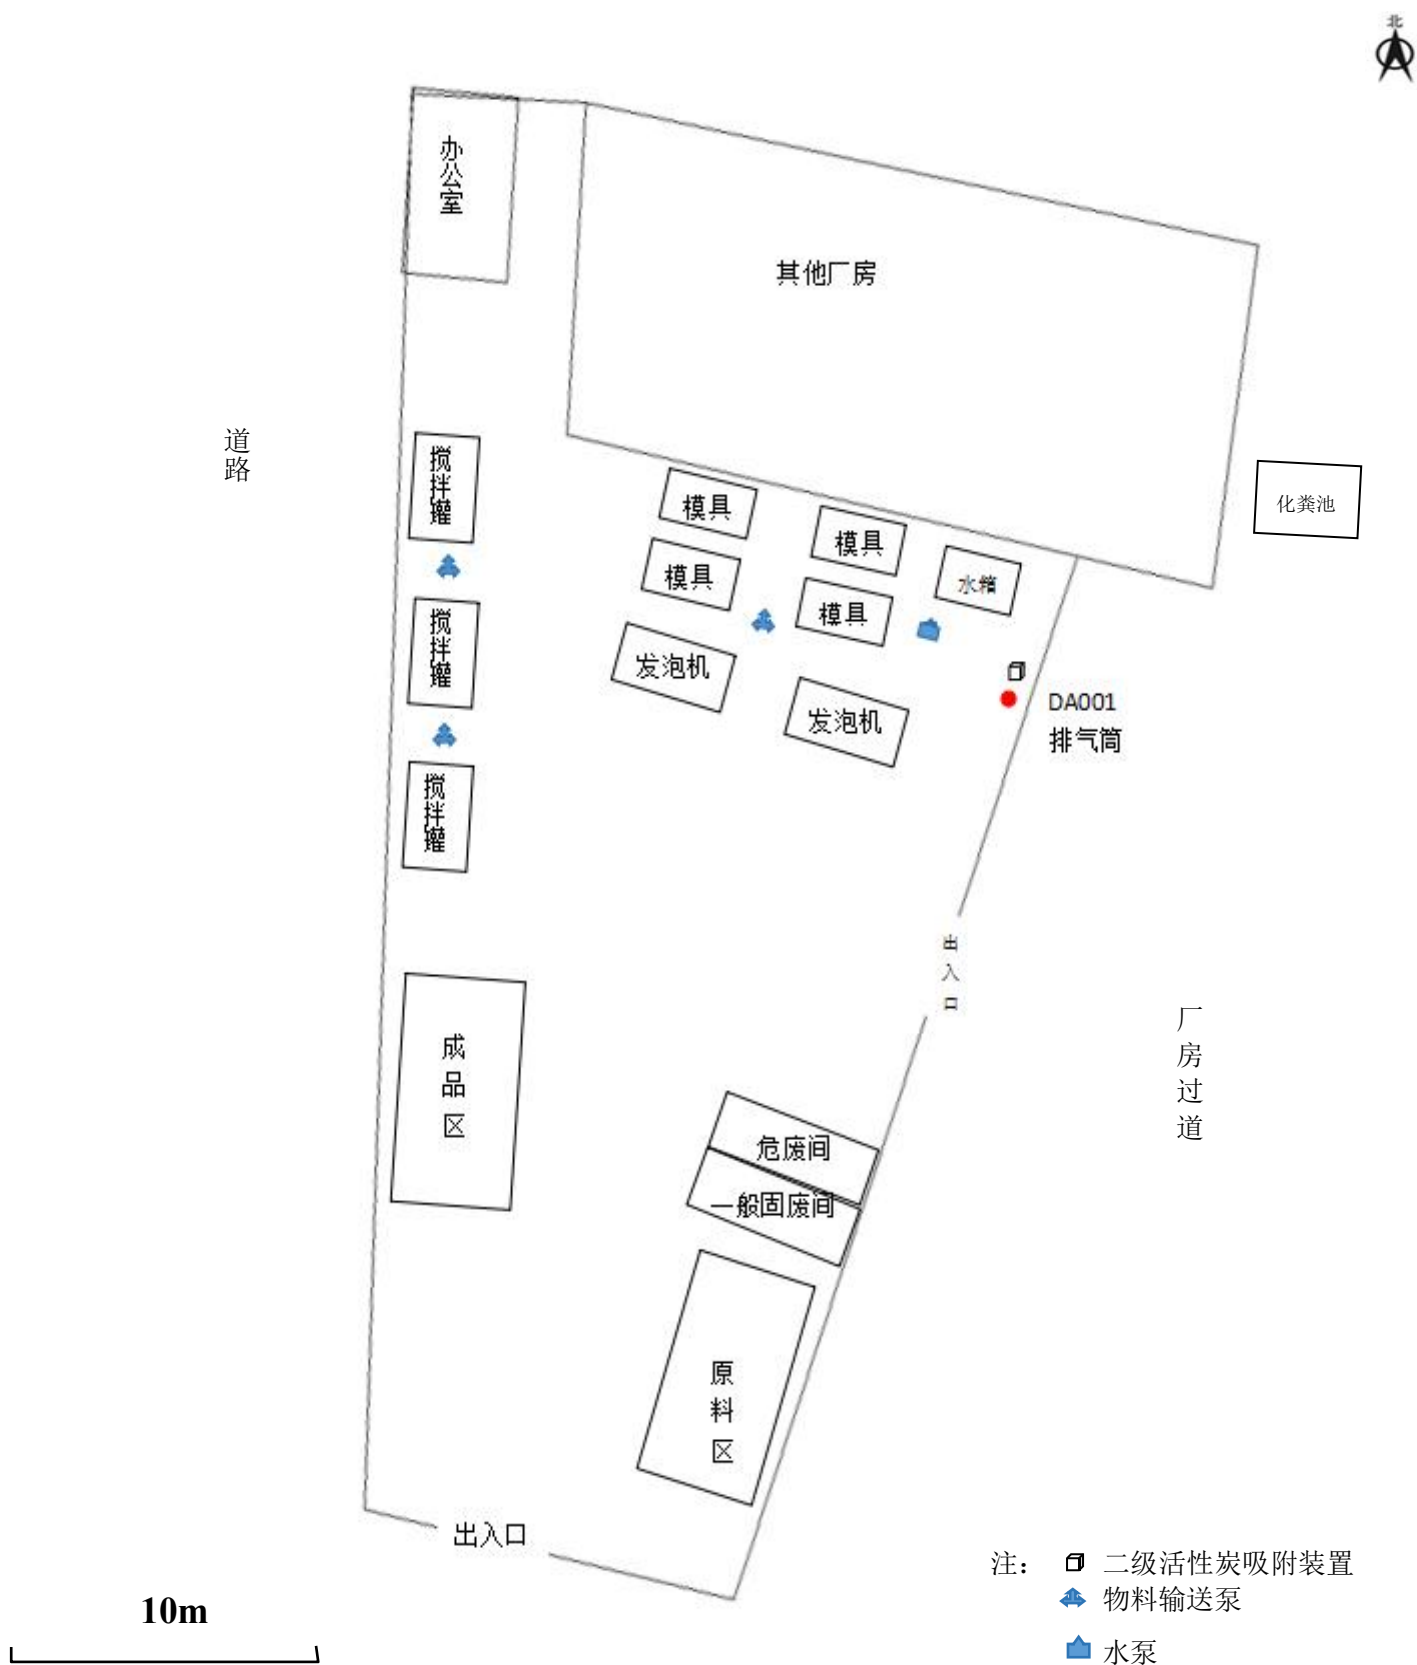 北
办公室
其他厂房
道路
搅拌罐
模具
模具
化粪池
模具
水箱
搅拌罐
模具
发泡机
发泡机
DA001
排气筒
搅拌罐
出入口
厂房过道
成品区
危废间
一般固废间
原料区
出入口
注：
二级活性炭吸附装置
物料输送泵
水泵
10m